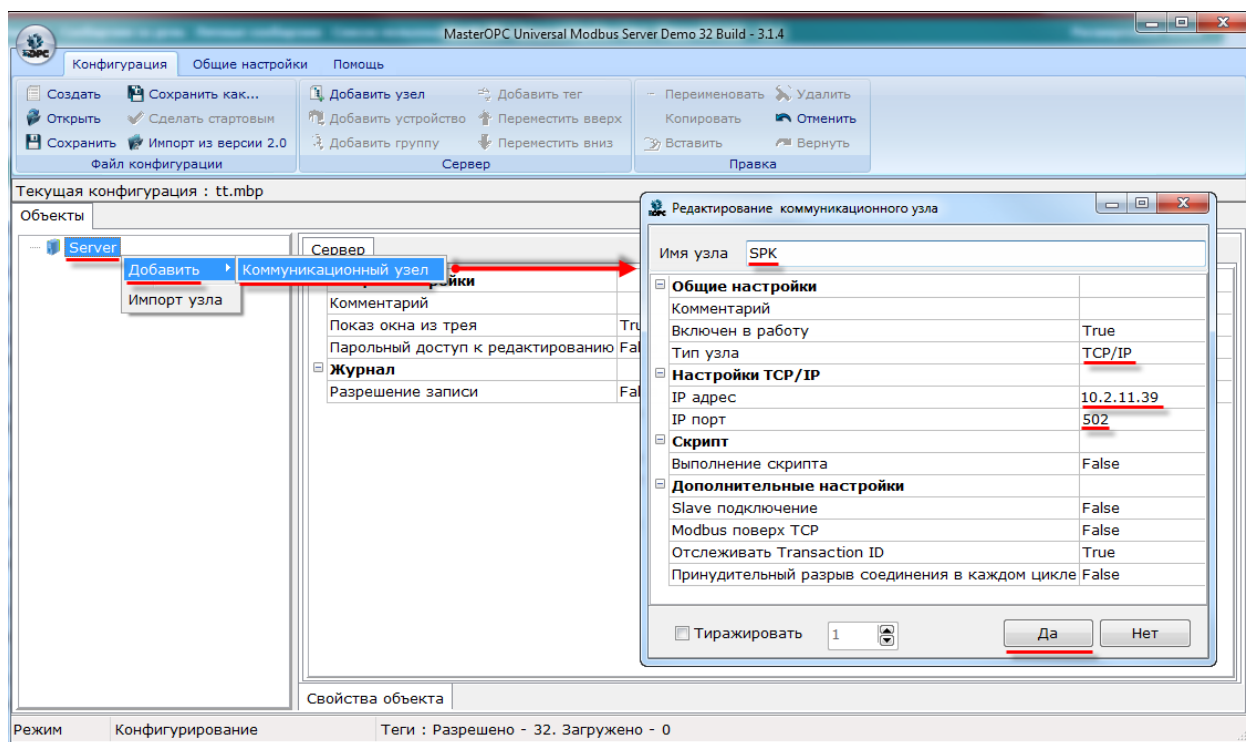 MasterOPC Universal Modbus Server Demo 32 Build - 3.1.4
Конфигурация Общие настройки Помощь
Создать Сохранить как... Добавить узел Добавить тег Переименовать Удалить
Открыть Сделать стартовым Добавить устройство Переместить вверх Копировать Отменить
Сохранить Импорт из версии 2.0 Добавить группу Переместить вниз Вставить Вернуть
Файл конфигурации Сервер Правка
Текущая конфигурация : tt.mbp
Объекты
Server
Добавить Коммуникационный узел
Импорт узла
Сервер
Комментарий
Показ окна из трея
Парольный доступ к редактированию
Журнал
Разрешение записи
Свойства объекта
Редактирование коммуникационного узла
Имя узла SPK
Общие настройки
Комментарий
Включен в работу True
Тип узла TCP/IP
Настройки TCP/IP
IP адрес 10.2.11.39
IP порт 502
Скрипт
Выполнение скрипта False
Дополнительные настройки
Slave подключение False
Modbus поверх TCP False
Отслеживать Transaction ID True
Принудительный разрыв соединения в каждом цикле False
Тиражировать 1 Да Нет
Режим Конфигурирование Теги : Разрешено - 32. Загружено - 0